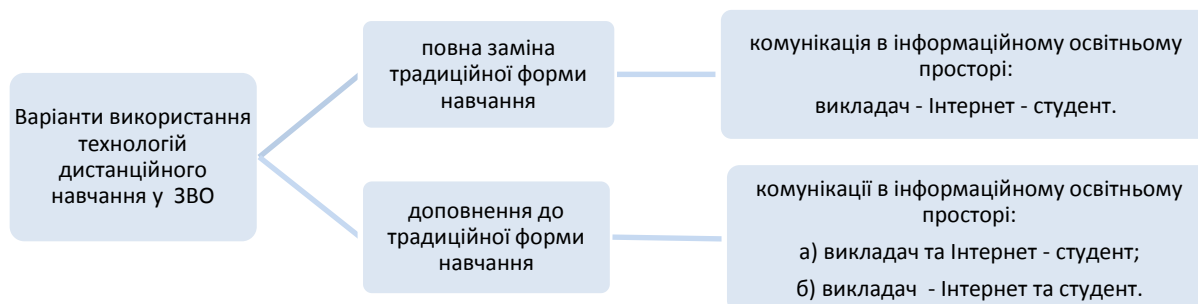 Варіанти використання
технологій
дистанційного
навчання у ЗВО
повна заміна
традиційної форми
навчання
комунікація в інформаційному освітньому
просторі:
викладач - Інтернет - студент.
доповнення до
традиційної форми
навчання
комунікації в інформаційному освітньому
просторі:
а) викладач та Інтернет - студент;
б) викладач - Інтернет та студент.